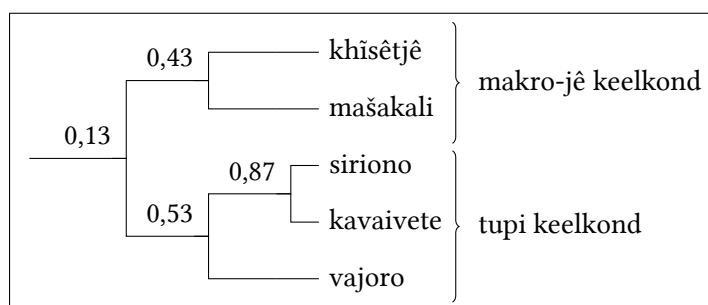 0,43
khĩsêtjê
mašakali
makro-jê keelkond
0,13
0,87
siriono
0,53
kavaivete
vajoro
tupi keelkond